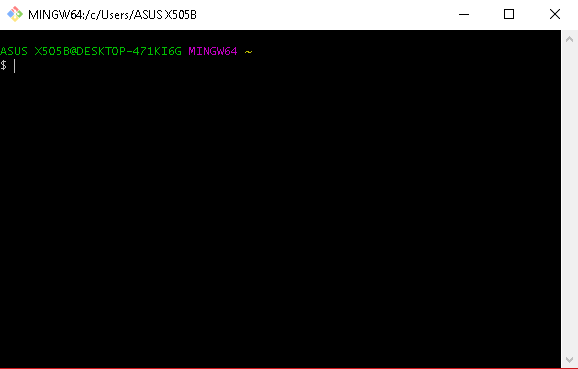 MINGW64:/c/Users/ASUS X505B
ASUS X505B@DESKTOP-471KI6G MINGW64 ~
$